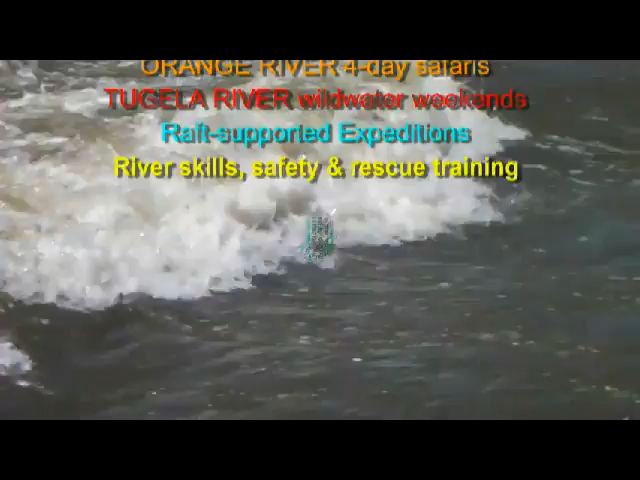 ORANGE RIVER 4-day safaris
TUGELA RIVER wildwater weekends
Raft-supported Expeditions
River skills, safety & rescue training